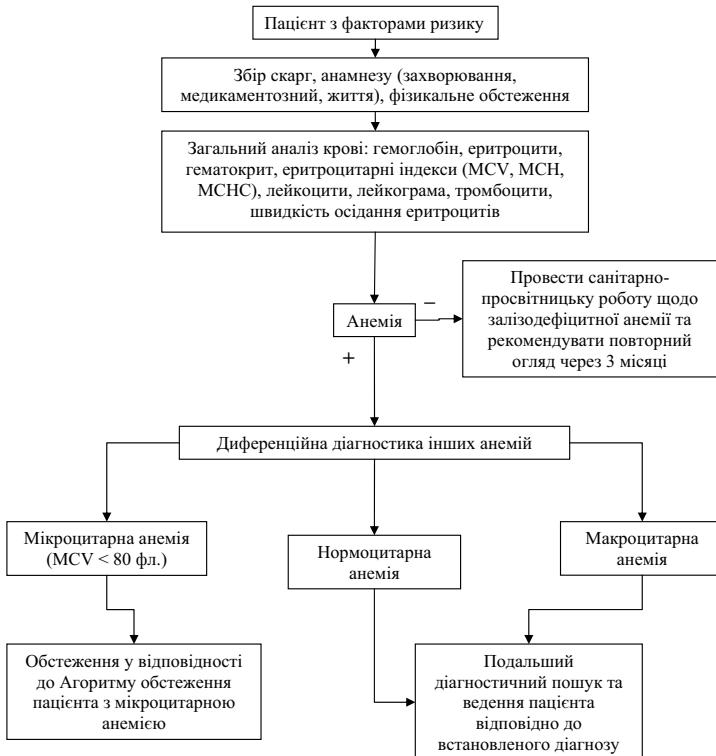 Пацієнт з факторами ризику
Збір скарг, анамнезу (захворювання,
медикаментозний, життя), фізикальне обстеження
Загальний аналіз крові: гемоглобін, еритроцити,
гематокрит, еритроцитарні індекси (MCV, MCH,
MCHC), лейкоцити, лейкограма, тромбоцити,
швидкість осідання еритроцитів
Анемія
–
+
Провести санітарно-
просвітницьку роботу щодо
залізодефіцитної анемії та
рекомендувати повторний
огляд через 3 місяці
Диференційна діагностика інших анемій
Мікроцитарна анемія
(MCV < 80 фл.)
Нормоцитарна
анемія
Макроцитарна
анемія
Обстеження у відповідності
до Агоритму обстеження
пацієнта з мікроцитарною
анемією
Подальший
діагностичний пошук та
ведення пацієнта
відповідно до
встановленого діагнозу